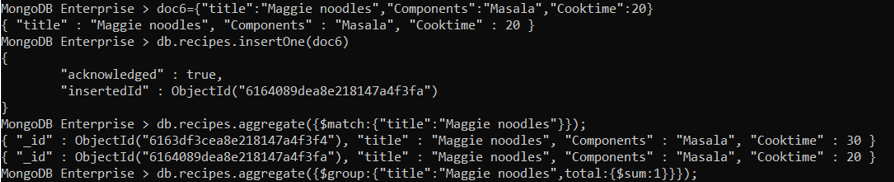 MongoDB Enterprise > doc6={"title":"Maggie noodles","Components":"Masala","Cooktime":20}
{ "title" : "Maggie noodles", "Components" : "Masala", "Cooktime" : 20 }
MongoDB Enterprise > db.recipes.insertOne(doc6)
{
        "acknowledged" : true,
        "insertedId" : ObjectId("6164089dea8e218147a4f3fa")
}
MongoDB Enterprise > db.recipes.aggregate({$match:{"title":"Maggie noodles"}});
{ "_id" : ObjectId("6163df3cea8e218147a4f3f4"), "title" : "Maggie noodles", "Components" : "Masala", "Cooktime" : 30 }
{ "_id" : ObjectId("6164089dea8e218147a4f3fa"), "title" : "Maggie noodles", "Components" : "Masala", "Cooktime" : 20 }
MongoDB Enterprise > db.recipes.aggregate({$group:{"title":"Maggie noodles",total:{$sum:1}}});